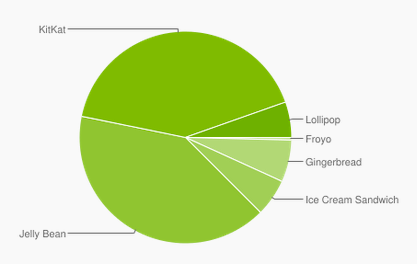 KitKat
Lollipop
Froyo
Gingerbread
Ice Cream Sandwich
Jelly Bean